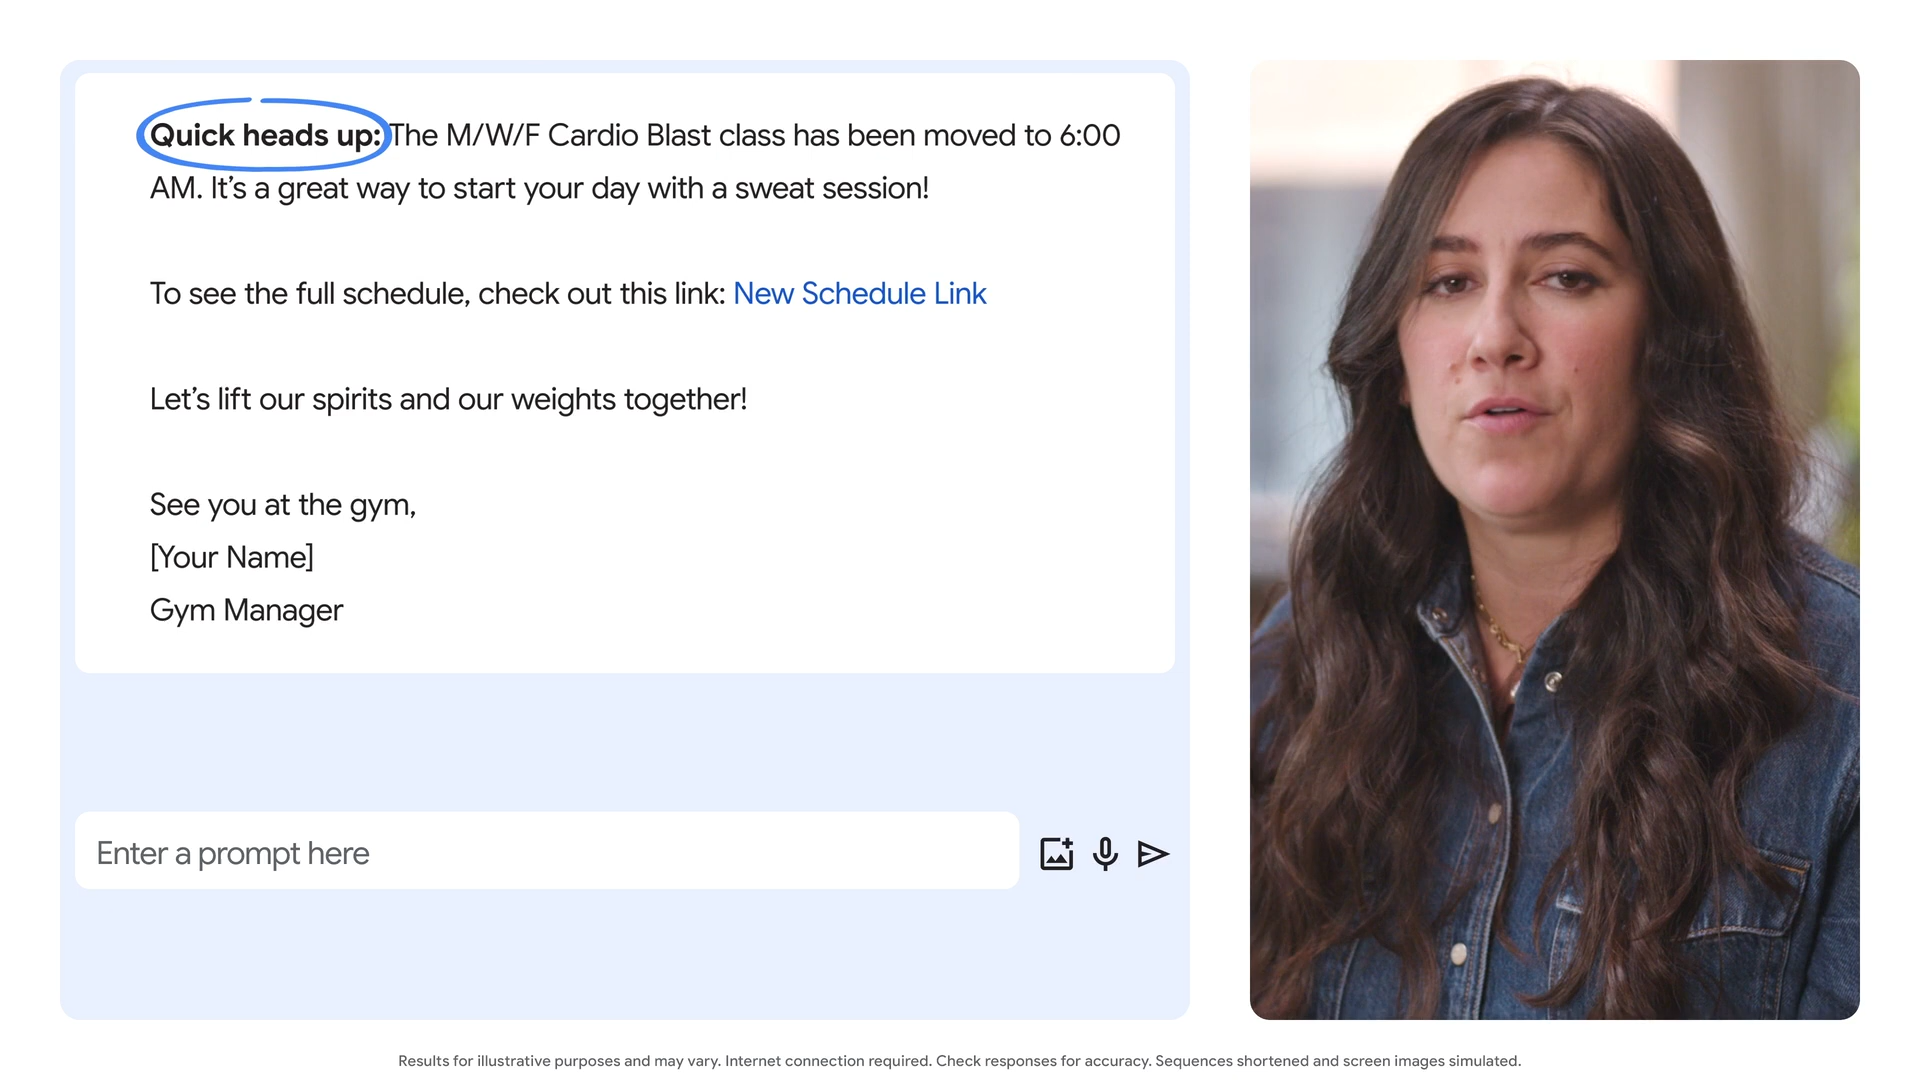 Quick heads up: The M/W/F Cardio Blast class has been moved to 6:00
AM. It’s a great way to start your day with a sweat session!
To see the full schedule, check out this link: New Schedule Link
Let’s lift our spirits and our weights together!
See you at the gym,
[Your Name]
Gym Manager
Enter a prompt here
Results for illustrative purposes and may vary. Internet connection required. Check responses for accuracy. Sequences shortened and screen images simulated.